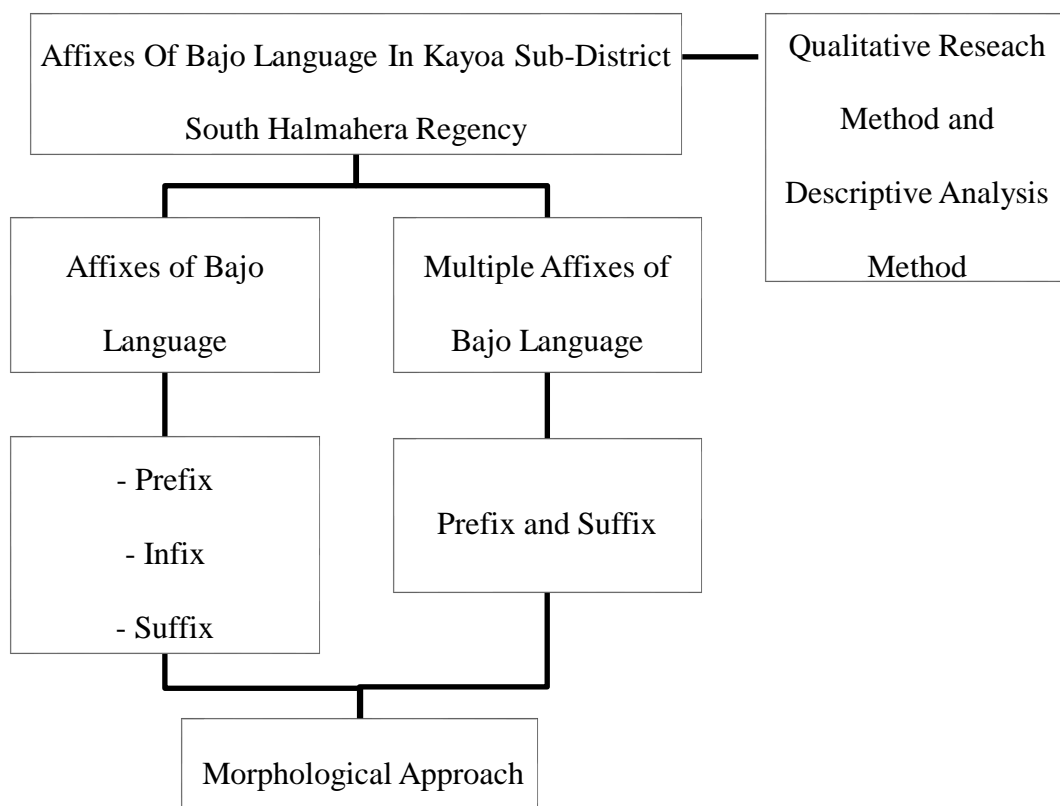 Affixes Of Bajo Language In Kayoa Sub-District
South Halmahera Regency
Qualitative Reseach
Method and
Descriptive Analysis
Method
Affixes of Bajo
Language
Multiple Affixes of
Bajo Language
- Prefix
- Infix
- Suffix
Prefix and Suffix
Morphological Approach